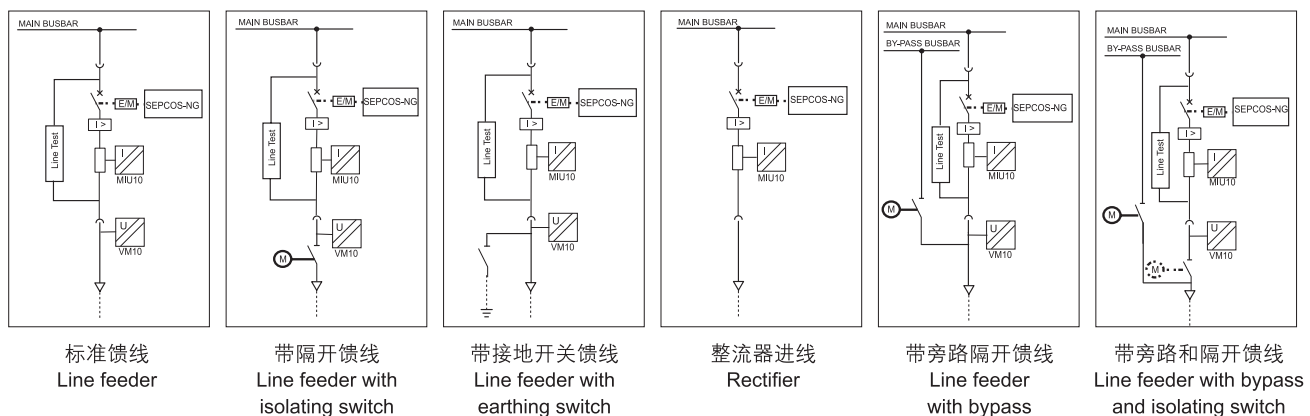 MAIN BUSBAR
E/M
SEPCOS-NG
I >
Line Test
I
MIU10
U
VM10
标准馈线
Line feeder
MAIN BUSBAR
E/M
SEPCOS-NG
I >
Line Test
I
MIU10
U
VM10
M
带隔开馈线
Line feeder with
isolating switch
MAIN BUSBAR
E/M
SEPCOS-NG
I >
Line Test
I
MIU10
U
VM10
带接地开关馈线
Line feeder with
earthing switch
MAIN BUSBAR
E/M
SEPCOS-NG
I >
I
MIU10
整流器进线
Rectifier
MAIN BUSBAR
BY-PASS BUSBAR
E/M
SEPCOS-NG
I >
Line Test
I
MIU10
M
U
VM10
带旁路隔开馈线
Line feeder
with bypass
MAIN BUSBAR
BY-PASS BUSBAR
E/M
SEPCOS-NG
I >
Line Test
I
MIU10
M
U
VM10
M
带旁路和隔开馈线
Line feeder with bypass
and isolating switch